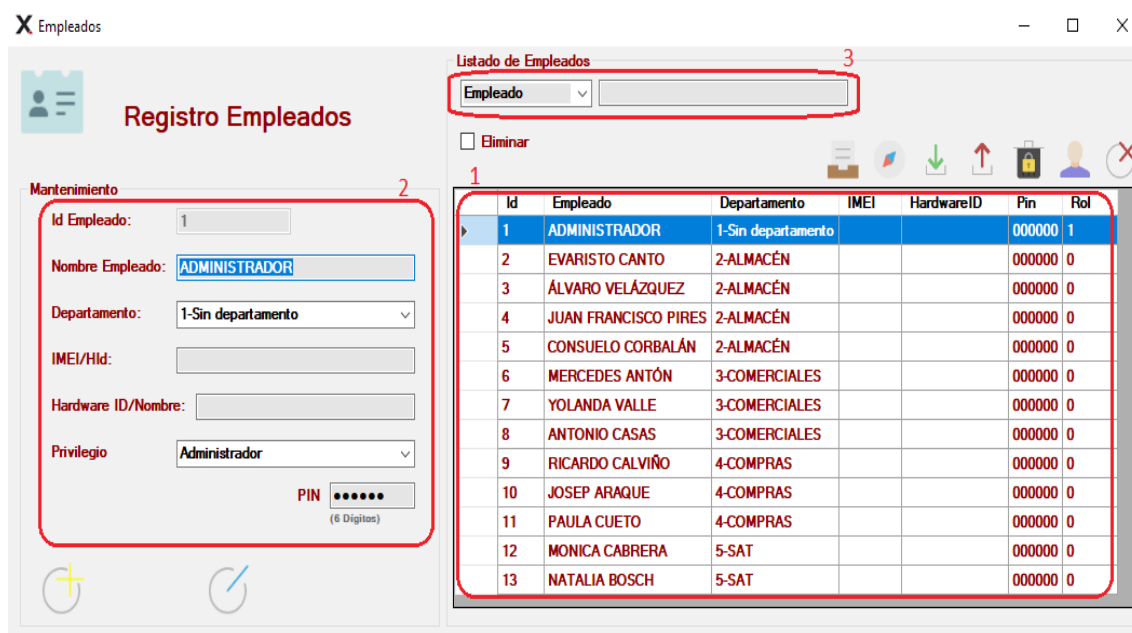 X Empleados
Registro Empleados
Mantenimiento
2
Id Empleado: 1
Nombre Empleado: ADMINISTRADOR
Departamento: 1-Sin departamento
IMEI/HId:
Hardware ID/Nombre:
Privilegio Administrador
PIN ●●●●●●
(6 Dígitos)
Listado de Empleados
3
Empleado
Eliminar
1
Id Empleado Departamento IMEI HardwareID Pin Rol
1 ADMINISTRADOR 1-Sin departamento 000000 1
2 EVARISTO CANTO 2-ALMACÉN 000000 0
3 ÁLVARO VELÁZQUEZ 2-ALMACÉN 000000 0
4 JUAN FRANCISCO PIRES 2-ALMACÉN 000000 0
5 CONSUELO CORBALÁN 2-ALMACÉN 000000 0
6 MERCEDES ANTÓN 3-COMERCIALES 000000 0
7 YOLANDA VALLE 3-COMERCIALES 000000 0
8 ANTONIO CASAS 3-COMERCIALES 000000 0
9 RICARDO CALVIÑO 4-COMPRAS 000000 0
10 JOSEP ARAQUE 4-COMPRAS 000000 0
11 PAULA CUETO 4-COMPRAS 000000 0
12 MONICA CABRERA 5-SAT 000000 0
13 NATALIA BOSCH 5-SAT 000000 0